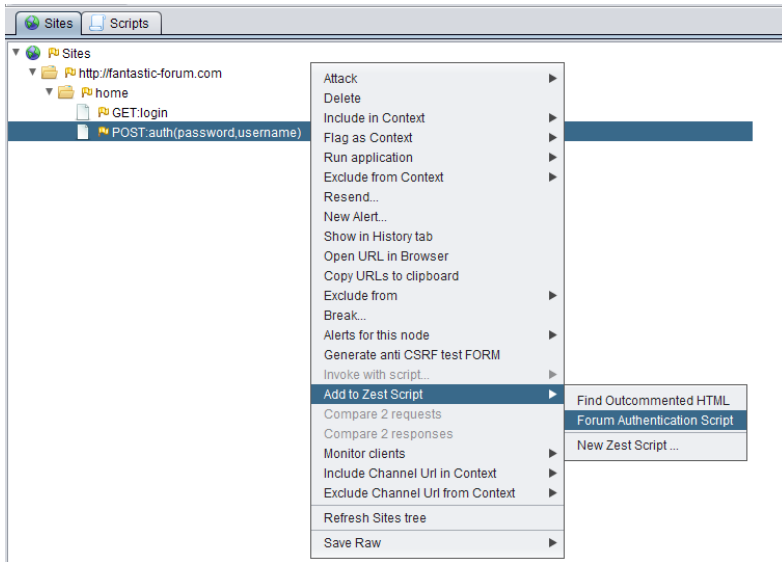 Sites Scripts
Sites
http://fantastic-forum.com
home
GET:login
POST:auth(password,username)
Attack
Delete
Include in Context
Flag as Context
Run application
Exclude from Context
Resend...
New Alert...
Show in History tab
Open URL in Browser
Copy URLs to clipboard
Exclude from
Break...
Alerts for this node
Generate anti CSRF test FORM
Invoke with script...
Add to Zest Script
Compare 2 requests
Compare 2 responses
Monitor clients
Include Channel Url in Context
Exclude Channel Url from Context
Refresh Sites tree
Save Raw
Find Outcommented HTML
Forum Authentication Script
New Zest Script ...